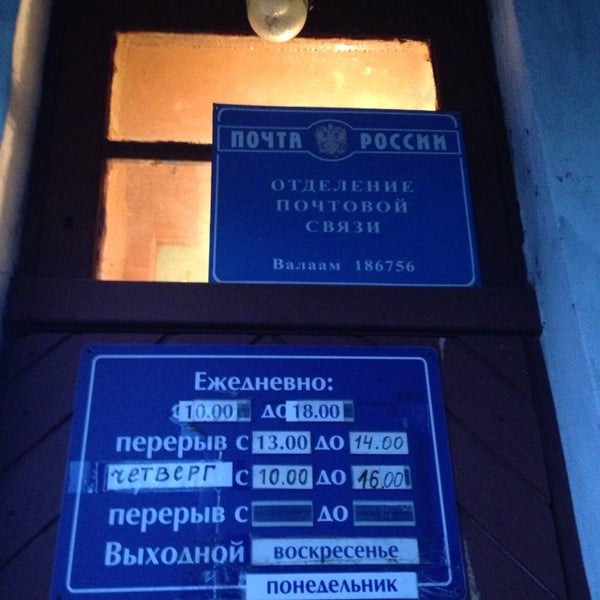 ПОЧТА РОССИИ
ОТДЕЛЕНИЕ
ПОЧТОВОЙ
СВЯЗИ
Валаам 186756
Ежедневно:
с 10.00 до 18.00
перерыв с 13.00 до 14.00
ЧЕТВЕРГ с 10.00 до 16.00
перерыв с до
Выходной воскресенье
понедельник